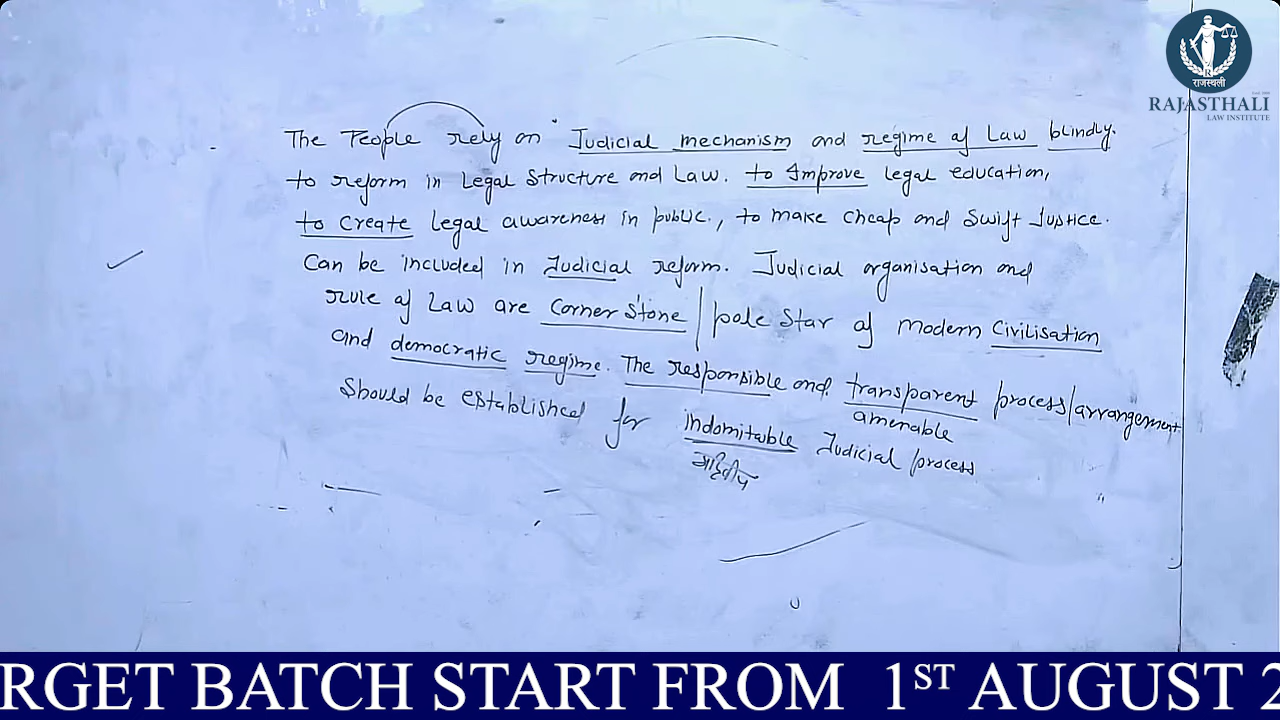 राजस्थली
RAJASTHALI
LAW INSTITUTE
The People rely on Judicial mechanism and regime of Law blindly.
to reform in Legal Structure and Law. to Improve legal education,
to create legal awareness in public., to make cheap and swift Justice.
Can be included in Judicial reform. Judicial organisation and
rule of Law are corner stone / pole star of modern civilisation
and democratic regime. The responsible and transparent process/arrangement
amenable
should be established for indomitable Judicial process
अद्वितीय
RGET BATCH START FROM 1ST AUGUST 2